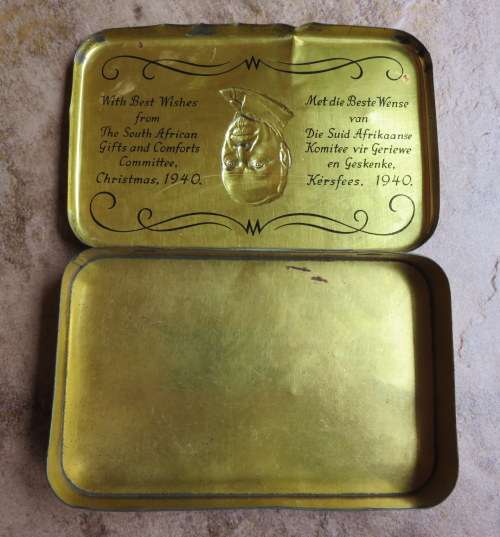 With Best Wishes
from
The South African
Gifts and Comforts
Committee,
Christmas, 1940.
Met die Beste Wense
van
Die Suid Afrikaanse
Komitee vir Geriewe
en Geskenke,
Kersfees, 1940.